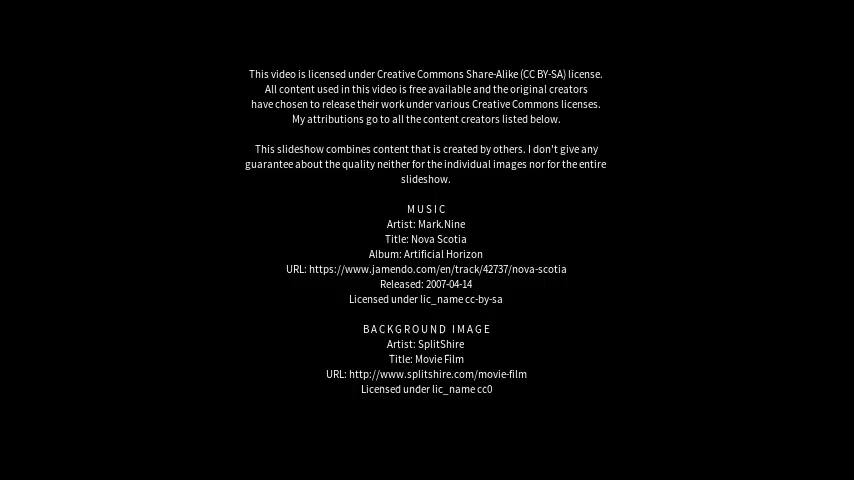 This video is licensed under Creative Commons Share-Alike (CC BY-SA) license.
All content used in this video is free available and the original creators
have chosen to release their work under various Creative Commons licenses.
My attributions go to all the content creators listed below.
This slideshow combines content that is created by others. I don't give any
guarantee about the quality neither for the individual images nor for the entire
slideshow.
MUSIC
Artist: Mark.Nine
Title: Nova Scotia
Album: Artificial Horizon
URL: https://www.jamendo.com/en/track/42737/nova-scotia
Released: 2007-04-14
Licensed under lic_name cc-by-sa
BACKGROUND IMAGE
Artist: SplitShire
Title: Movie Film
URL: http://www.splitshire.com/movie-film
Licensed under lic_name cc0